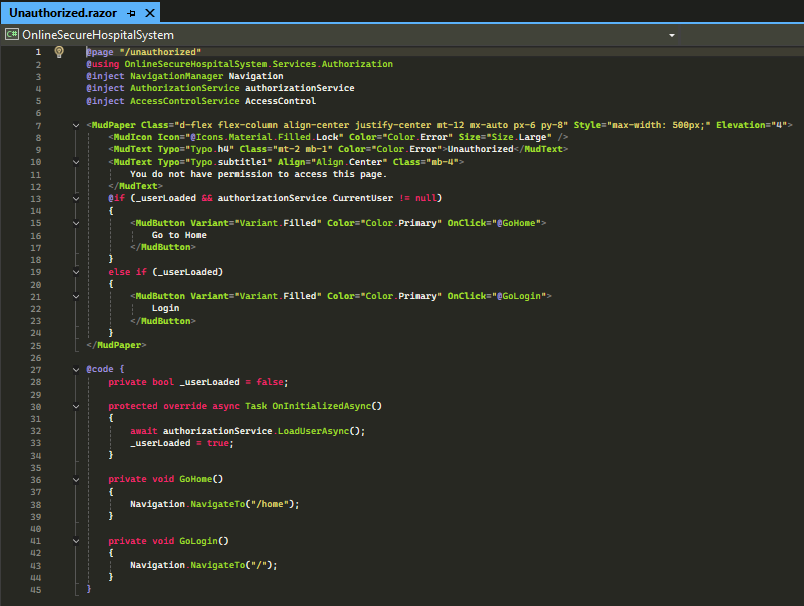 Unauthorized.razor
C# OnlineSecureHospitalSystem
1 @page "/unauthorized"
2 @using OnlineSecureHospitalSystem.Services.Authorization
3 @inject NavigationManager Navigation
4 @inject AuthorizationService authorizationService
5 @inject AccessControlService AccessControl
6
7 <MudPaper Class="d-flex flex-column align-center justify-center mt-12 mx-auto px-6 py-8" Style="max-width: 500px;" Elevation="4">
8 <MudIcon Icon="@Icons.Material.Filled.Lock" Color="Color.Error" Size="Size.Large" />
9 <MudText Typo="Typo.h4" Class="mt-2 mb-1" Color="Color.Error">Unauthorized</MudText>
10 <MudText Typo="Typo.subtitle1" Align="Align.Center" Class="mb-4">
11 You do not have permission to access this page.
12 </MudText>
13 @if (_userLoaded && authorizationService.CurrentUser != null)
14 {
15 <MudButton Variant="Variant.Filled" Color="Color.Primary" OnClick="@GoHome">
16 Go to Home
17 </MudButton>
18 }
19 else if (_userLoaded)
20 {
21 <MudButton Variant="Variant.Filled" Color="Color.Primary" OnClick="@GoLogin">
22 Login
23 </MudButton>
24 }
25 </MudPaper>
26
27 @code {
28 private bool _userLoaded = false;
29
30 protected override async Task OnInitializedAsync()
31 {
32 await authorizationService.LoadUserAsync();
33 _userLoaded = true;
34 }
35
36 private void GoHome()
37 {
38 Navigation.NavigateTo("/home");
39 }
40
41 private void GoLogin()
42 {
43 Navigation.NavigateTo("/");
44 }
45 }